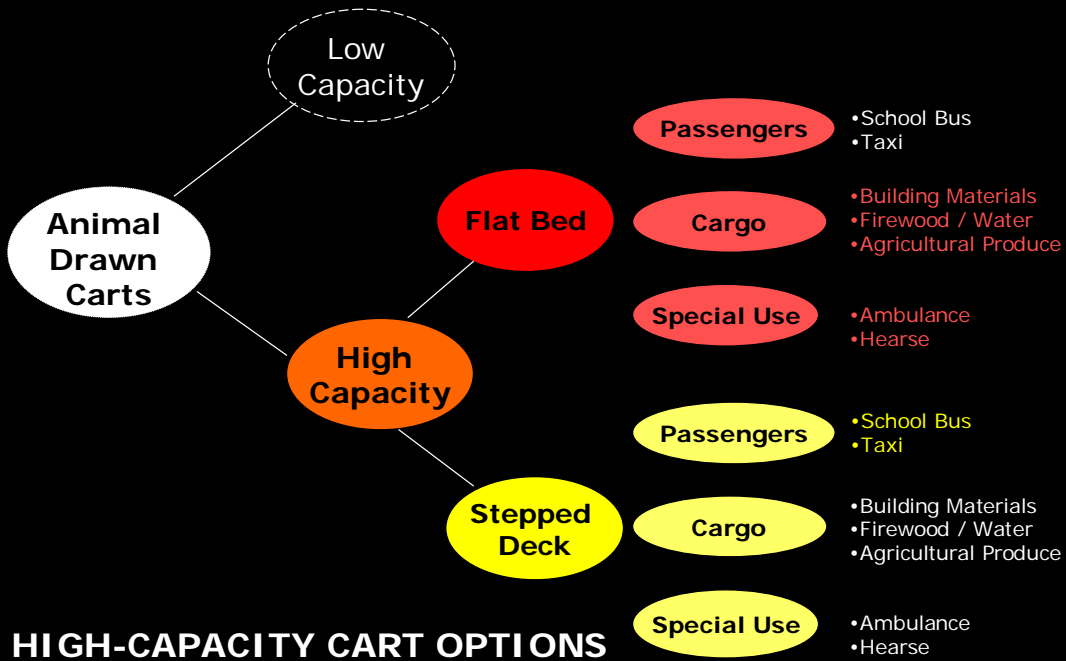 Low
Capacity
Animal
Drawn
Carts
High
Capacity
Flat Bed
Passengers
•School Bus
•Taxi
Cargo
•Building Materials
•Firewood / Water
•Agricultural Produce
Special Use
•Ambulance
•Hearse
Stepped
Deck
Passengers
•School Bus
•Taxi
Cargo
•Building Materials
•Firewood / Water
•Agricultural Produce
Special Use
•Ambulance
•Hearse
HIGH-CAPACITY CART OPTIONS